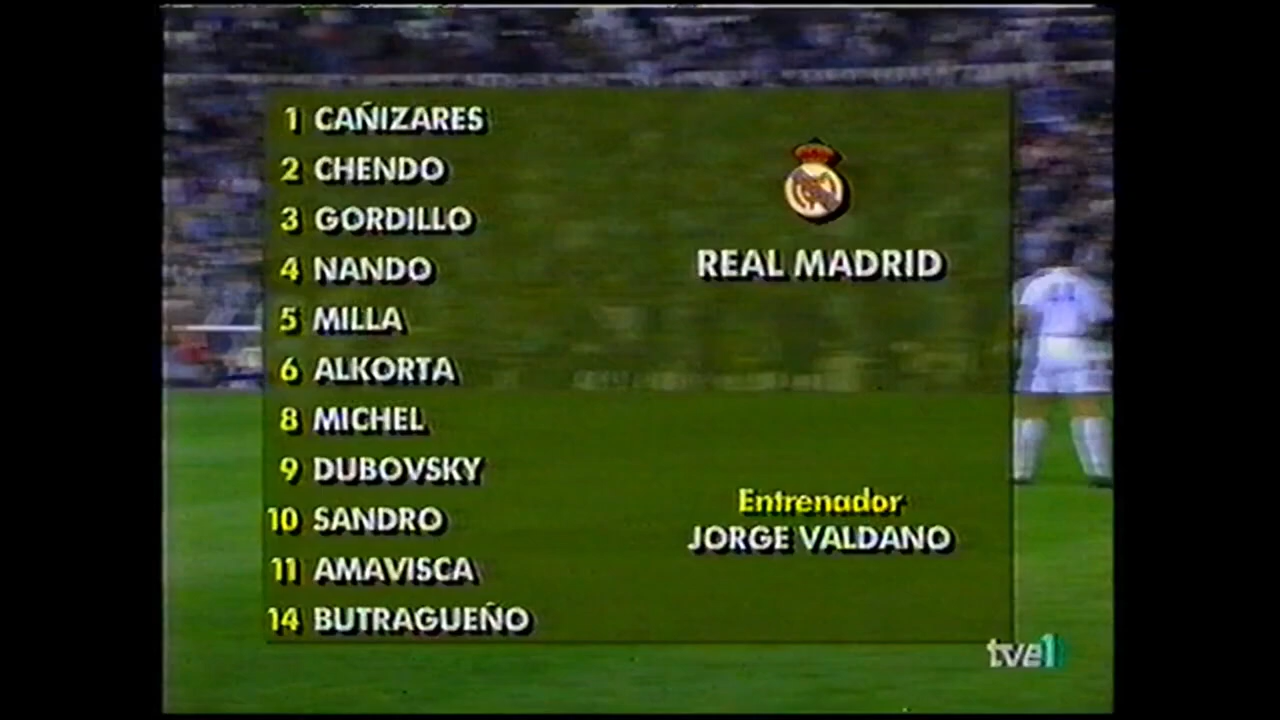 1 CAÑIZARES
2 CHENDO
3 GORDILLO
4 NANDO
5 MILLA
6 ALKORTA
8 MICHEL
9 DUBOVSKY
10 SANDRO
11 AMAVISCA
14 BUTRAGUEÑO
REAL MADRID
Entrenador
JORGE VALDANO
tve1